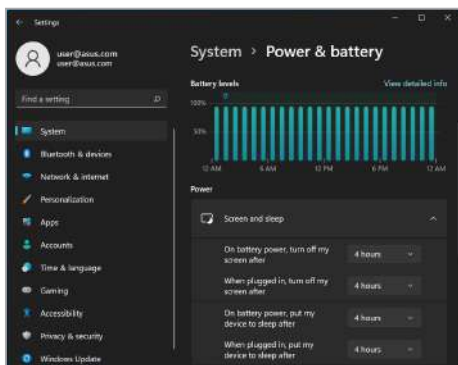 Settings
user@asus.com
user@asus.com
Find a setting
System
Bluetooth & devices
Network & internet
Personalization
Apps
Accounts
Time & language
Gaming
Accessibility
Privacy & security
Windows Update
System > Power & battery
Battery levels
View detailed info
100%
50%
12 AM
6 AM
12 PM
6 PM
12 AM
Power
Screen and sleep
On battery power, turn off my
screen after
4 hours
When plugged in, turn off my
screen after
4 hours
On battery power, put my
device to sleep after
4 hours
When plugged in, put my
device to sleep after
4 hours